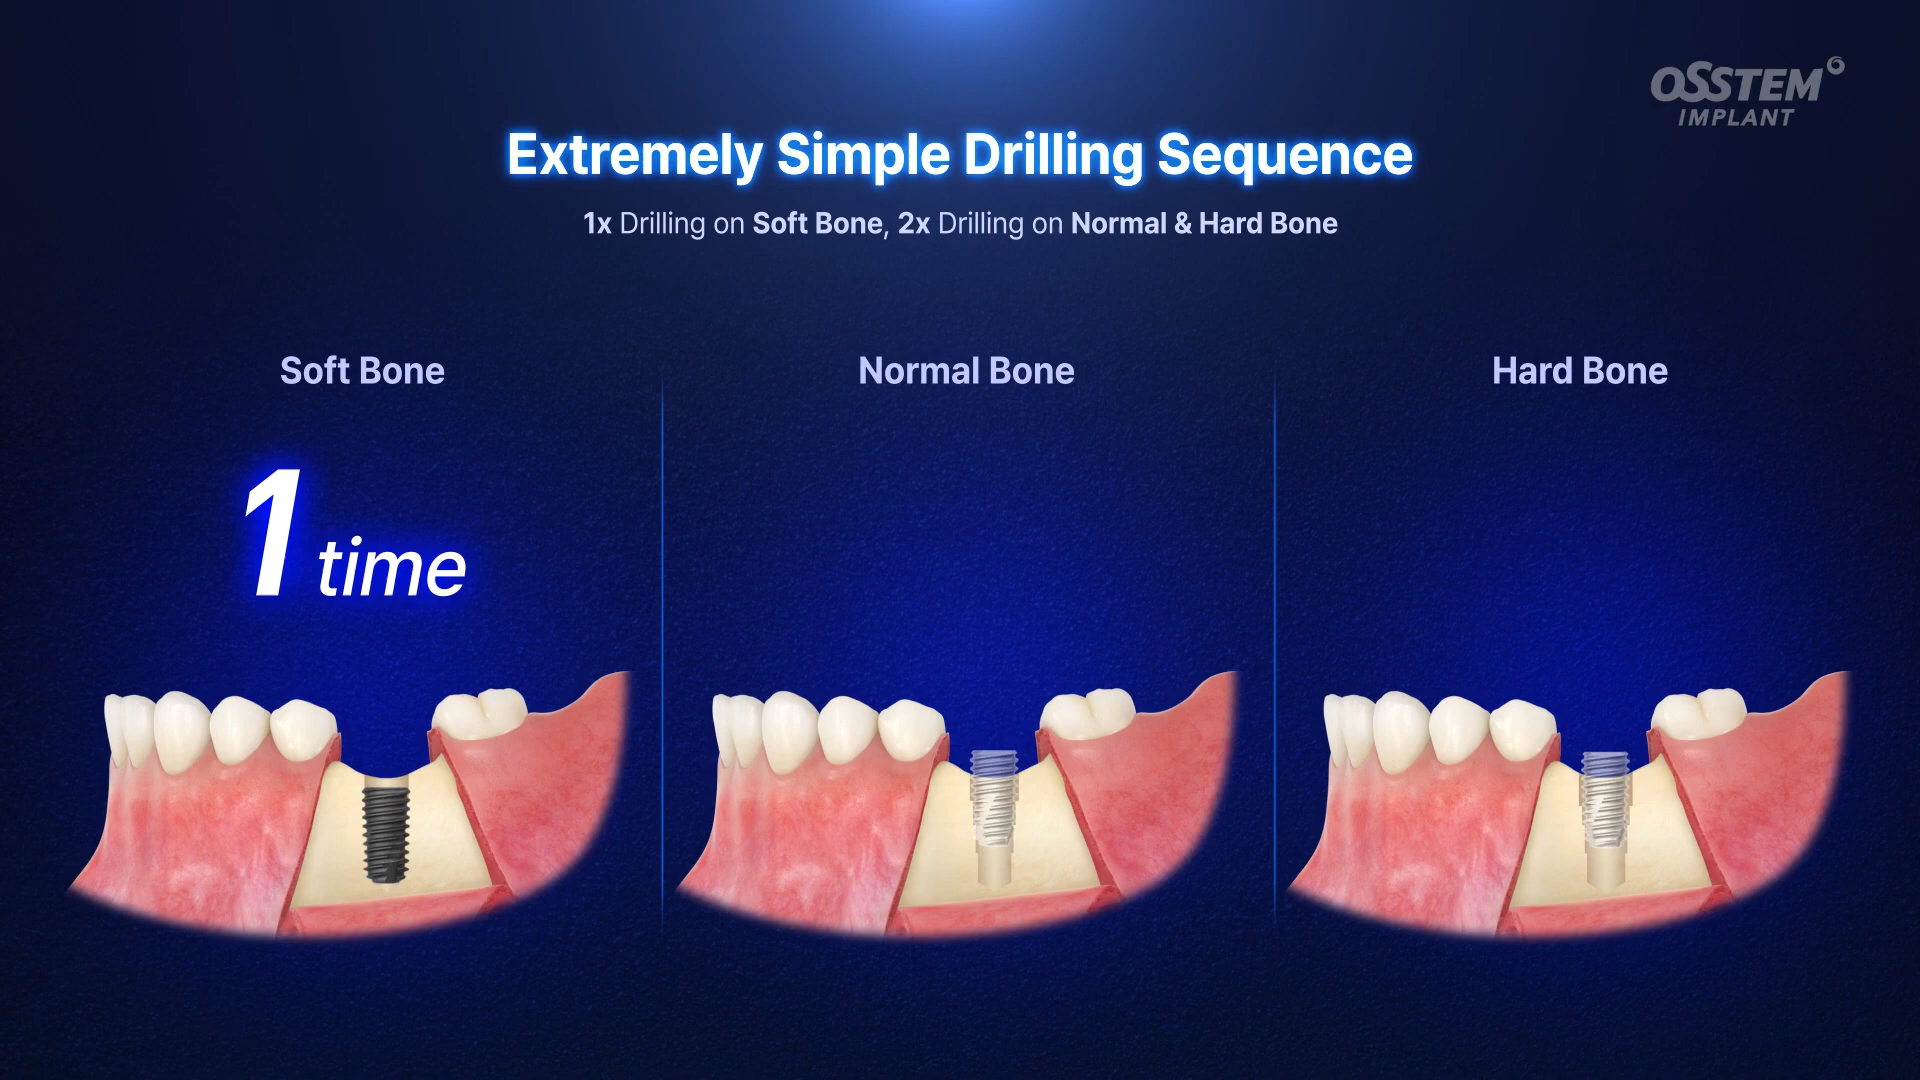 OSSTEM
IMPLANT
Extremely Simple Drilling Sequence
1x Drilling on Soft Bone, 2x Drilling on Normal & Hard Bone
Soft Bone
Normal Bone
Hard Bone
1 time